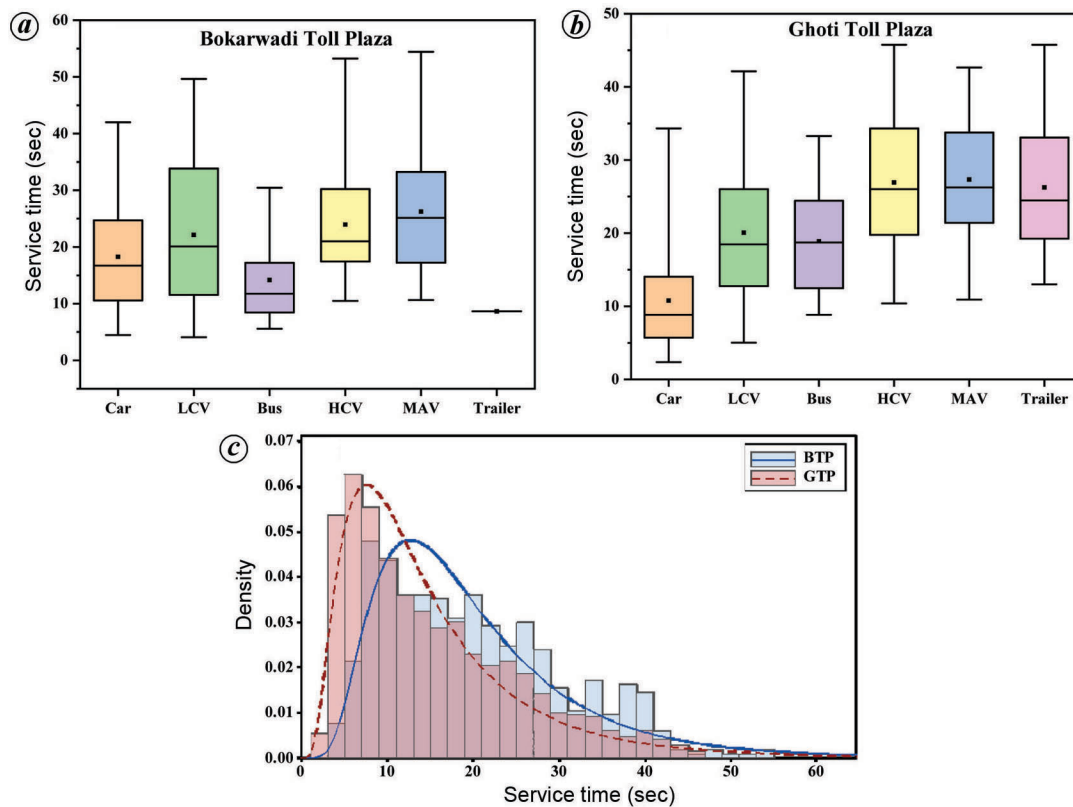 a
Bokarwadi Toll Plaza
Service time (sec)
60
50
40
30
20
10
0
Car LCV Bus HCV MAV Trailer
b
Ghoti Toll Plaza
Service time (sec)
50
40
30
20
10
0
Car LCV Bus HCV MAV Trailer
c
BTP
GTP
Density
0.07
0.06
0.05
0.04
0.03
0.02
0.01
0.00
0 10 20 30 40 50 60
Service time (sec)